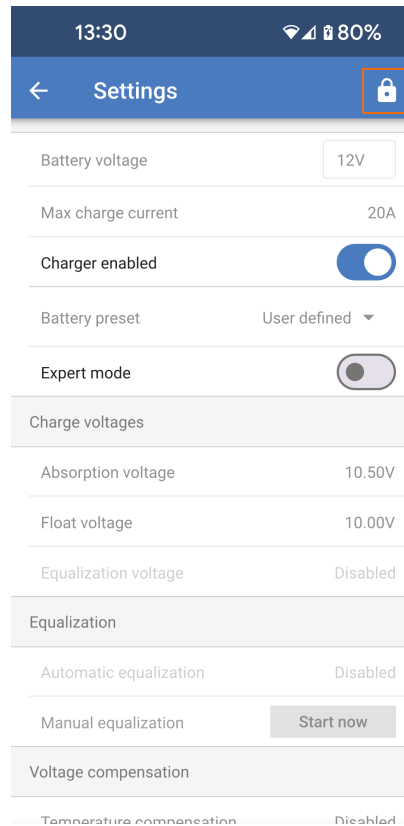 13:30 80%
Settings
Battery voltage 12V
Max charge current 20A
Charger enabled
Battery preset User defined
Expert mode
Charge voltages
Absorption voltage 10.50V
Float voltage 10.00V
Equalization voltage Disabled
Equalization
Automatic equalization Disabled
Manual equalization Start now
Voltage compensation
Temperature compensation Disabled